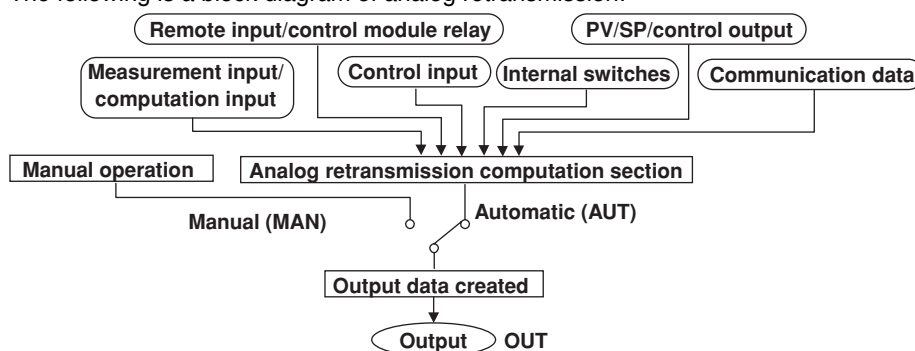 The following is a block diagram of analog retransmission.
Remote input/control module relay
PV/SP/control output
Measurement input/
computation input
Control input
Internal switches
Communication data
Manual operation
Analog retransmission computation section
Manual (MAN)
Automatic (AUT)
Output data created
Output
OUT